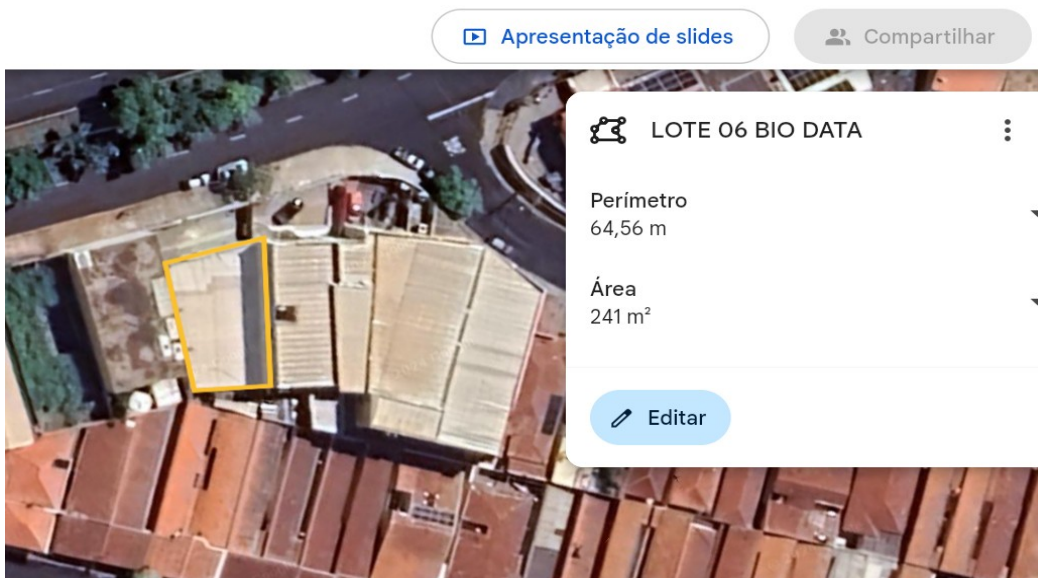 Apresentação de slides
Compartilhar
LOTE 06 BIO DATA
Perímetro
64,56 m
Área
241 m²
Editar